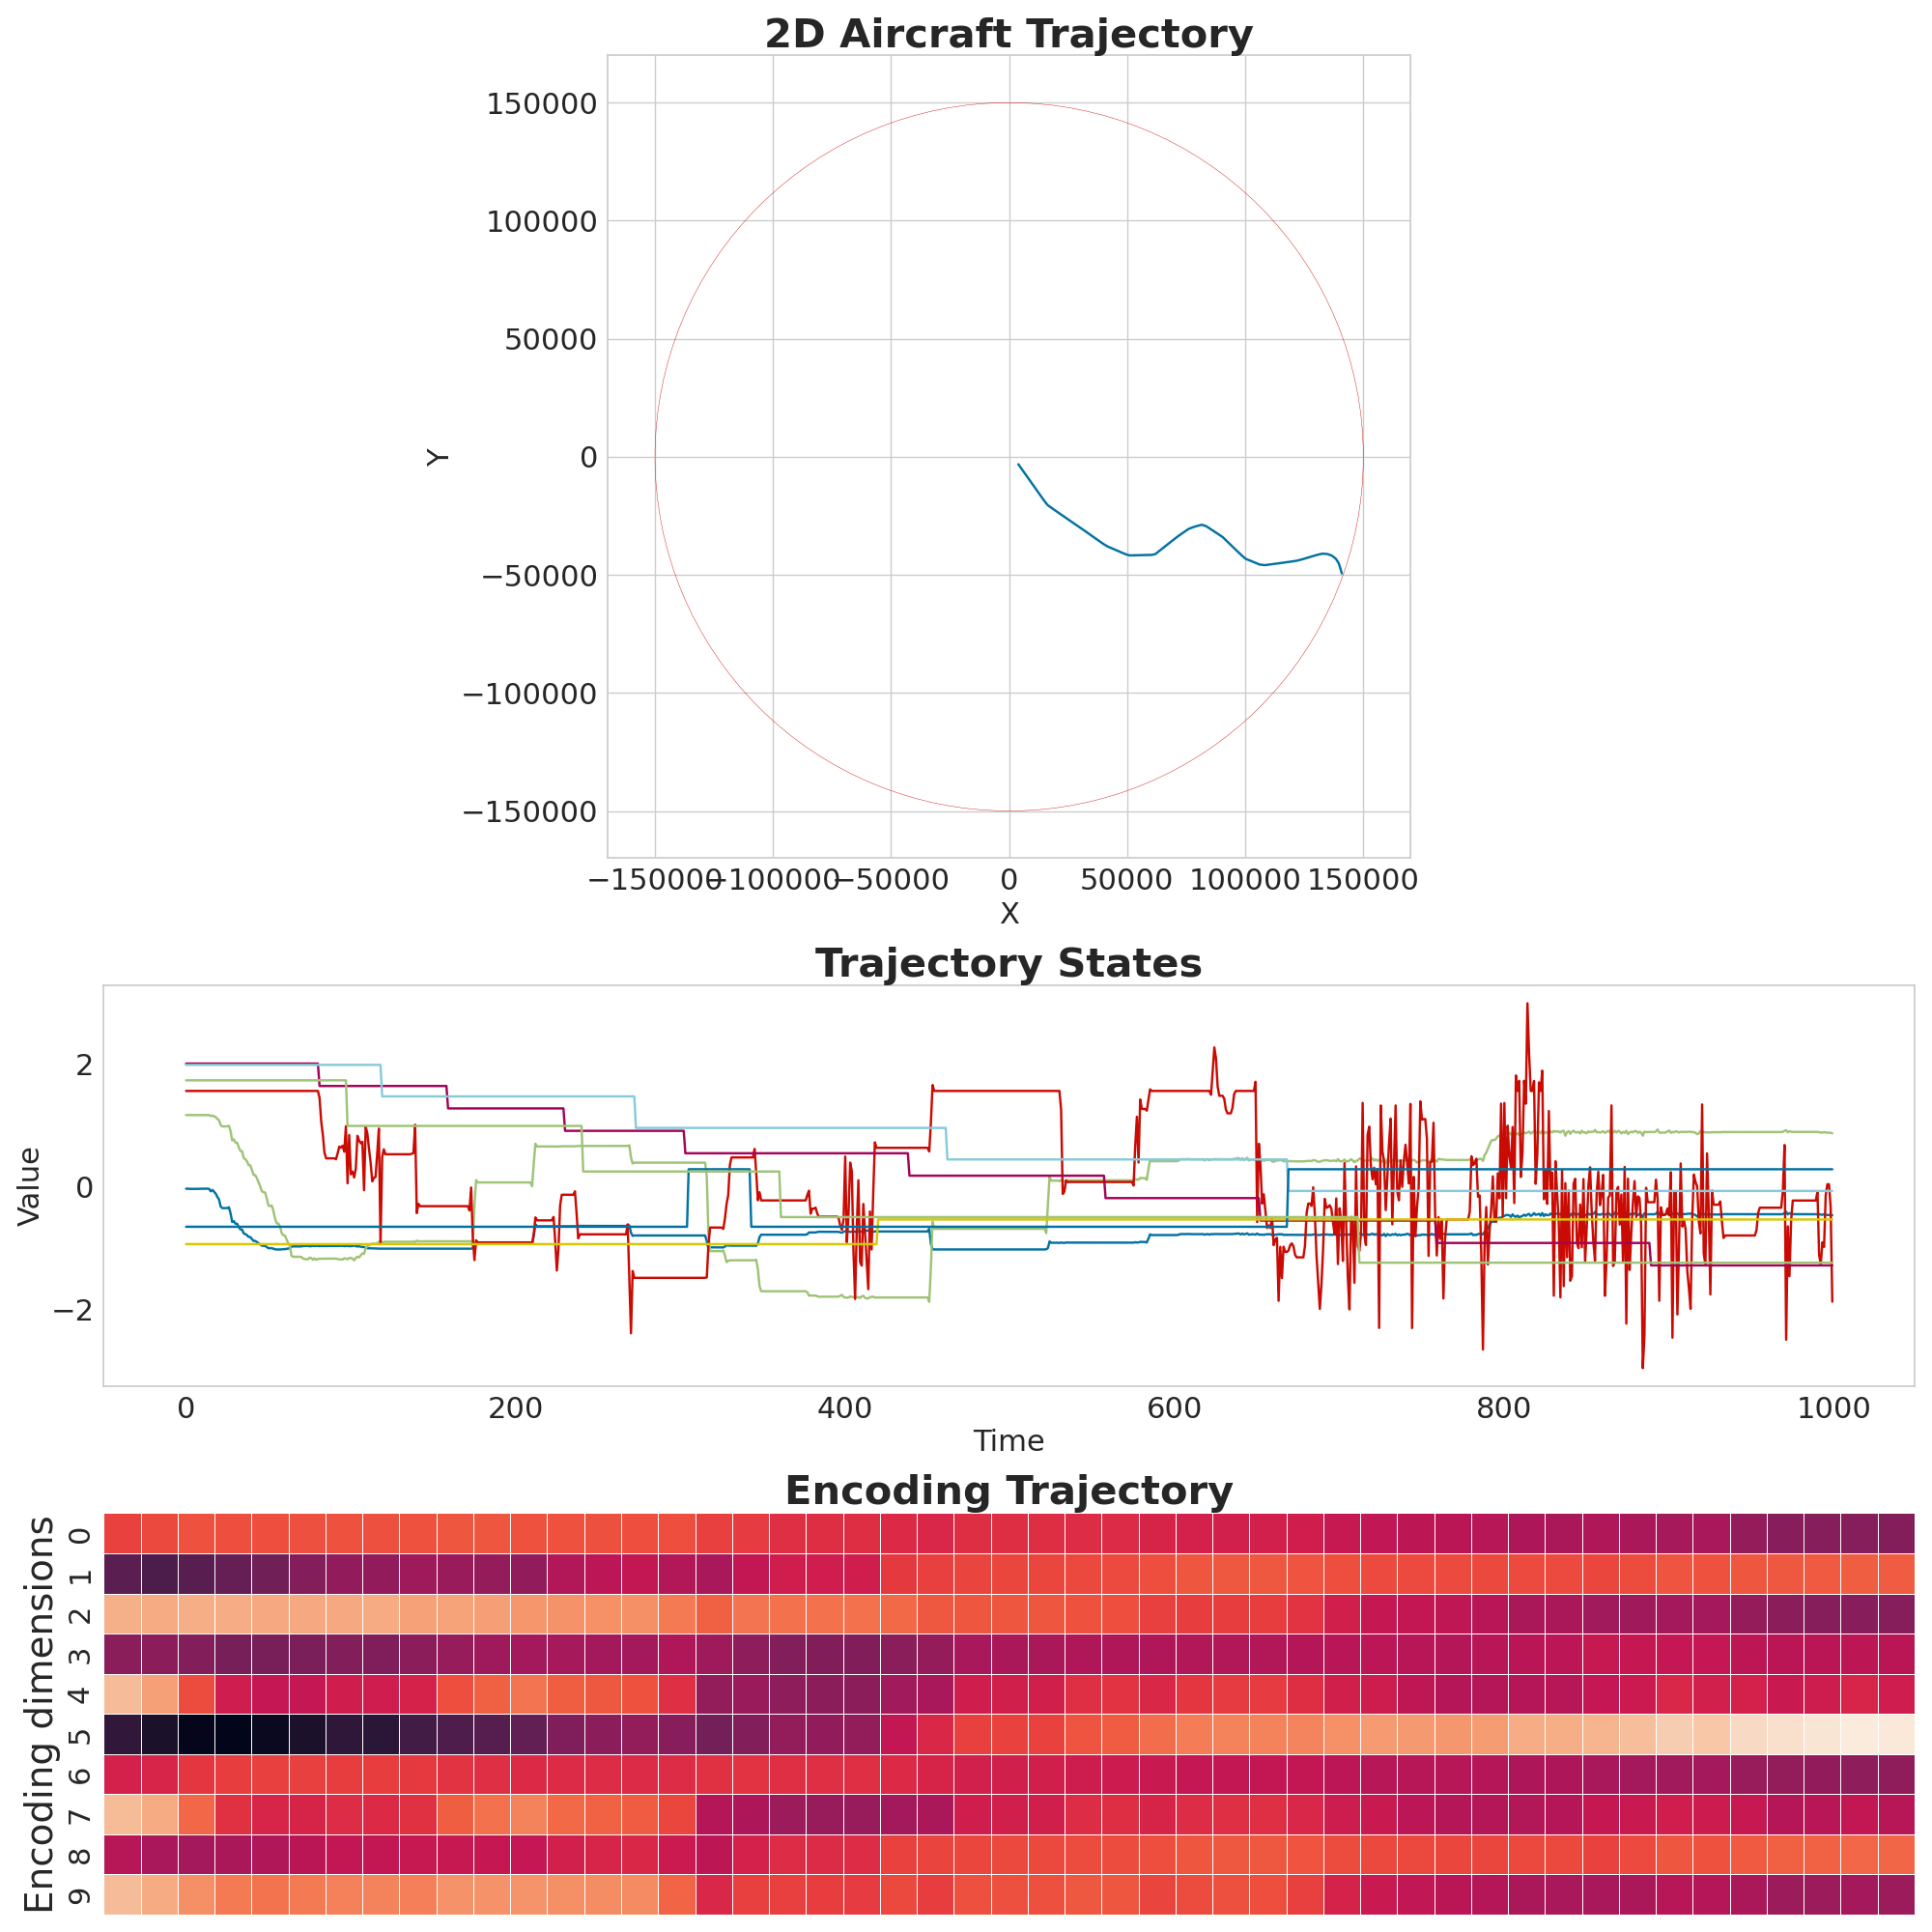 2D Aircraft Trajectory
150000
100000
50000
0
−50000
−100000
−150000
Y
−150000 −100000 −50000 0 50000 100000 150000
X
Trajectory States
2
0
−2
Value
0 200 400 600 800 1000
Time
Encoding Trajectory
Encoding dimensions
0
1
2
3
4
5
6
7
8
9